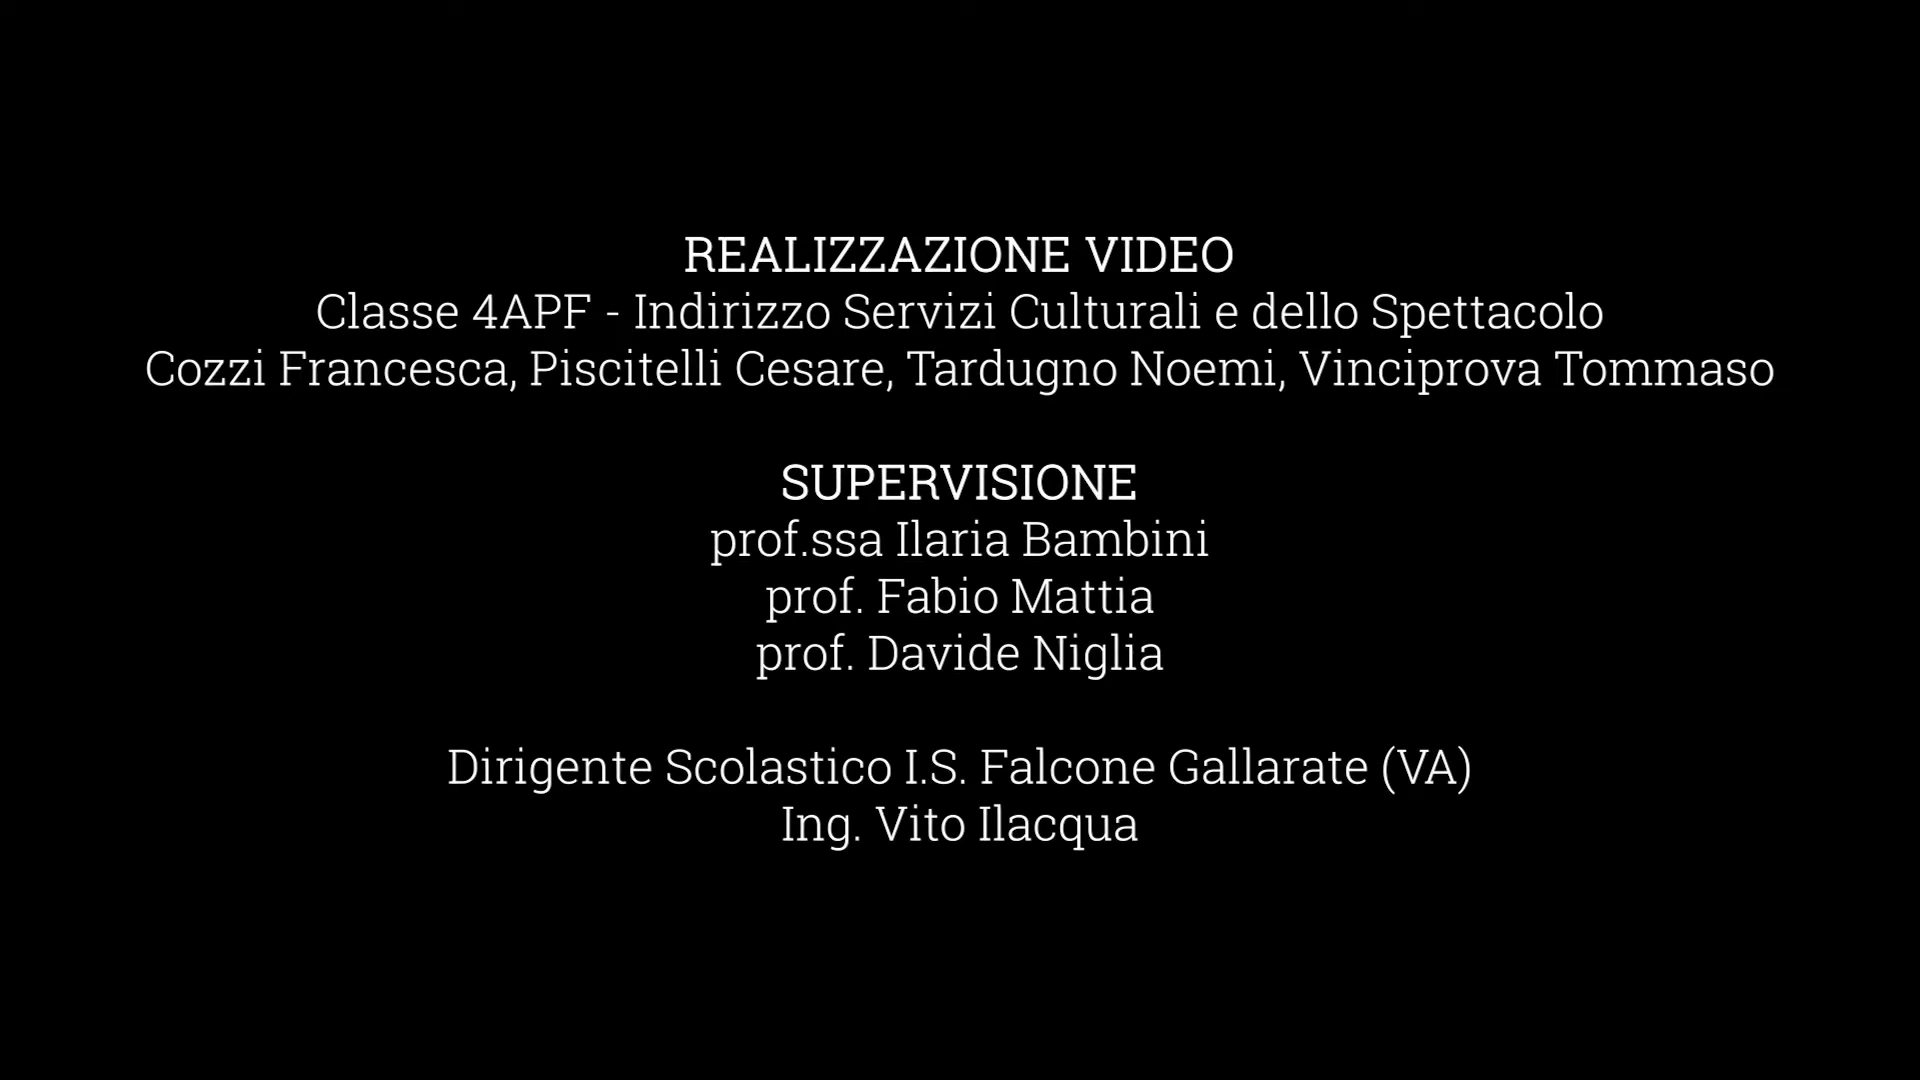 REALIZZAZIONE VIDEO
Classe 4APF - Indirizzo Servizi Culturali e dello Spettacolo
Cozzi Francesca, Piscitelli Cesare, Tardugno Noemi, Vinciprova Tommaso
SUPERVISIONE
prof.ssa Ilaria Bambini
prof. Fabio Mattia
prof. Davide Niglia
Dirigente Scolastico I.S. Falcone Gallarate (VA)
Ing. Vito Ilacqua